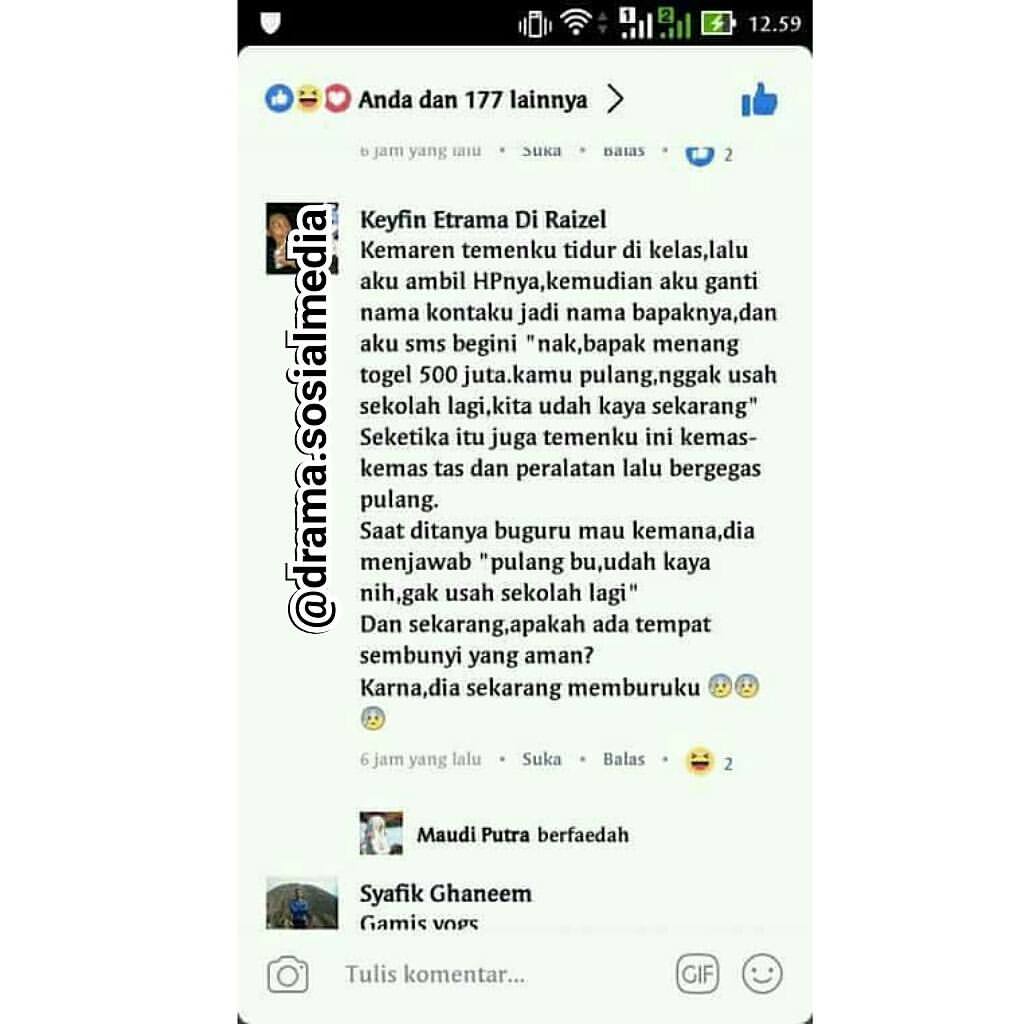 12.59
Anda dan 177 lainnya
6 jam yang lalu • Suka • Balas • 2
@drama.sosialmedia
Keyfin Etrama Di Raizel
Kemaren temenku tidur di kelas,lalu
aku ambil HPnya,kemudian aku ganti
nama kontaku jadi nama bapaknya,dan
aku sms begini "nak,bapak menang
togel 500 juta.kamu pulang,nggak usah
sekolah lagi,kita udah kaya sekarang"
Seketika itu juga temenku ini kemas-
kemas tas dan peralatan lalu bergegas
pulang.
Saat ditanya buguru mau kemana,dia
menjawab "pulang bu,udah kaya
nih,gak usah sekolah lagi"
Dan sekarang,apakah ada tempat
sembunyi yang aman?
Karna,dia sekarang memburuku 😰😰
😰
6 jam yang lalu • Suka • Balas • 2
Maudi Putra berfaedah
Syafik Ghaneem
Gamis yogs
Tulis komentar...
GIF